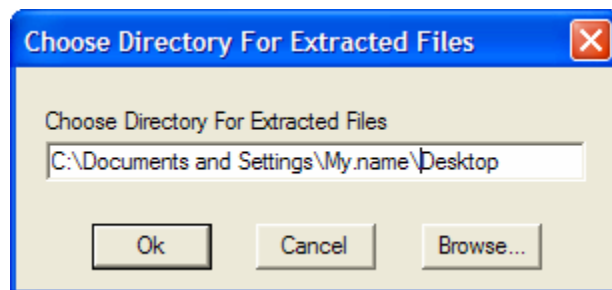 Choose Directory For Extracted Files
Choose Directory For Extracted Files
C:\Documents and Settings\My.name\Desktop
Ok Cancel Browse...